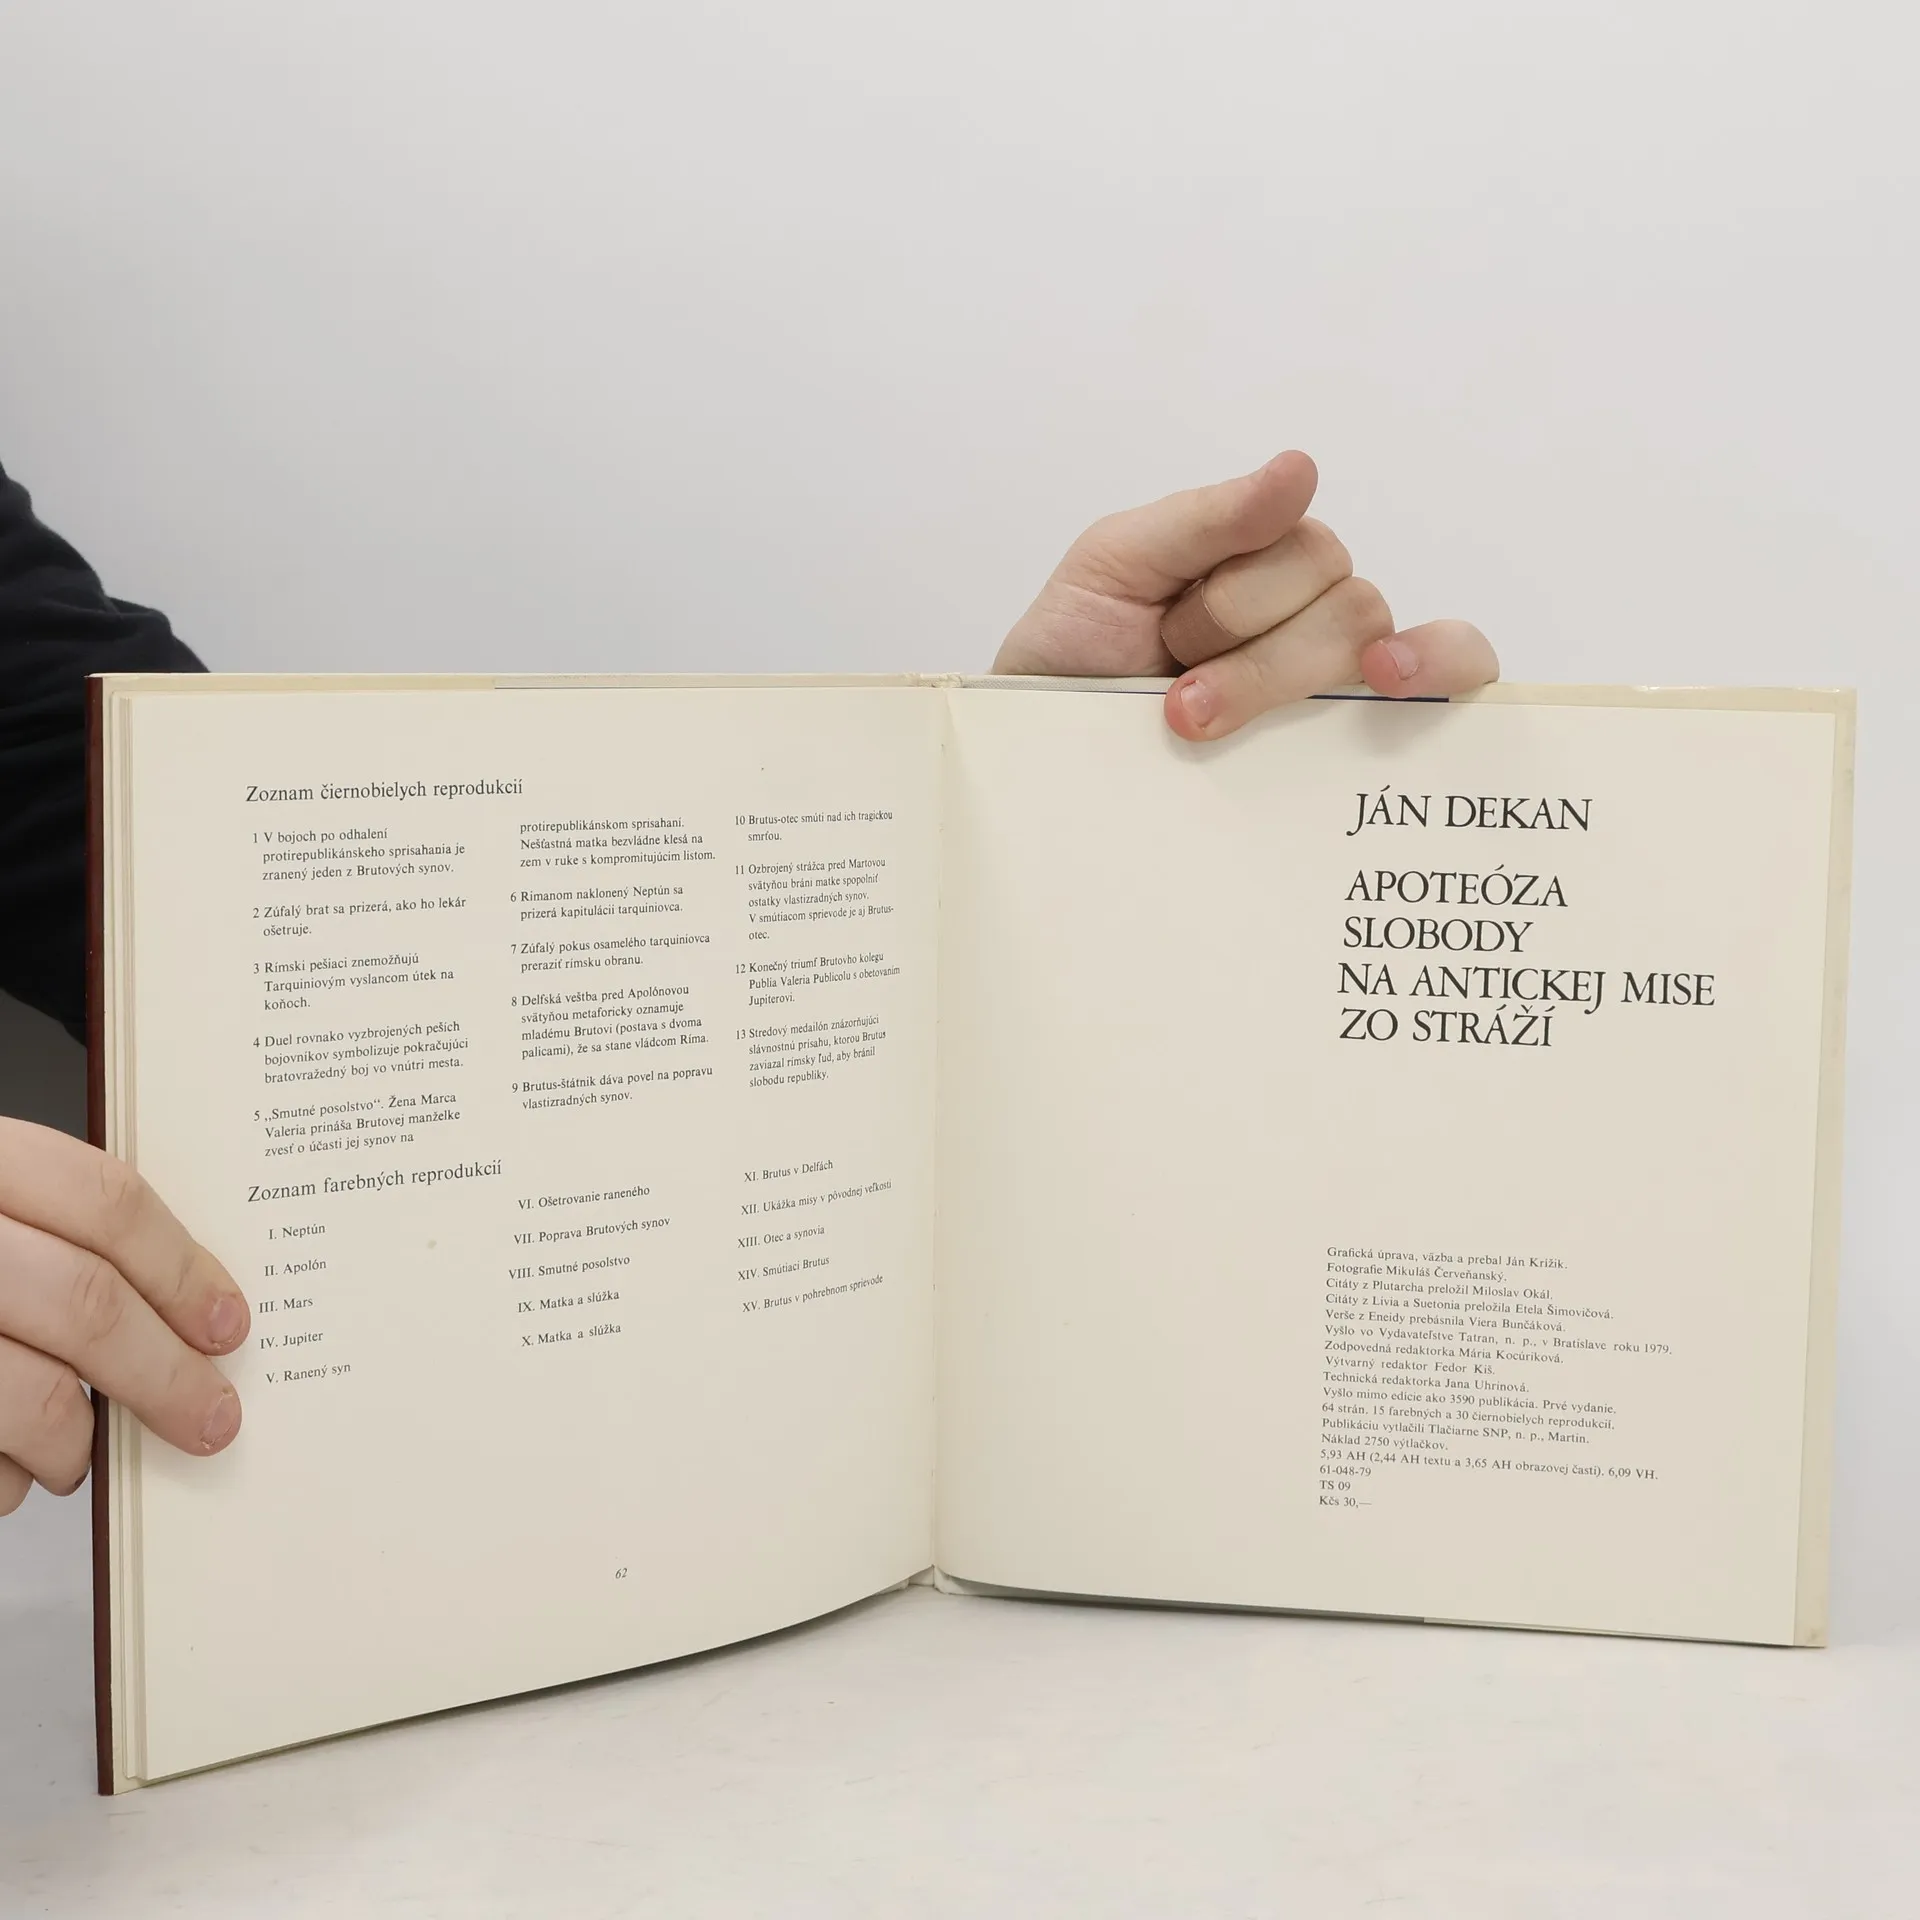 Zoznam čiernobielych reprodukcií
1 V bojoch po odhalení
protirepublikánskeho sprisahania je
zranený jeden z Brutových synov.
2 Zúfalý brat sa prizerá, ako ho lekár
ošetruje.
3 Rímski pešiaci znemožňujú
Tarquiniovým vyslancom útek na
koňoch.
4 Duel rovnako vyzbrojených peších
bojovníkov symbolizuje pokračujúci
bratovražedný boj vo vnútri mesta.
5 „Smutné posolstvo“. Žena Marca
Valeria prináša Brutovej manželke
zvesť o účasti jej synov na
protirepublikánskom sprisahaní.
Nešťastná matka bezvládne klesá na
zem v ruke s kompromitujúcim listom.
6 Rimanom naklonený Neptún sa
prizerá kapitulácii tarquiniovca.
7 Zúfalý pokus osamelého tarquiniovca
preraziť rímsku obranu.
8 Delfská veštba pred Apolónovou
svätyňou metaforicky oznamuje
mladému Brutovi (postava s dvoma
palicami), že sa stane vládcom Ríma.
9 Brutus-štátnik dáva povel na popravu
vlastizradných synov.
10 Brutus-otec smúti nad ich tragickou
smrťou.
11 Ozbrojený strážca pred Martovou
svätyňou bráni matke spopolniť
ostatky vlastizradných synov.
V smútiacom sprievode je aj Brutus-
otec.
12 Konečný triumf Brutovho kolegu
Publia Valeria Publicolu s obetovaním
Jupiterovi.
13 Stredový medailón znázorňujúci
slávnostnú prísahu, ktorou Brutus
zaviazal rímsky ľud, aby bránil
slobodu republiky.
Zoznam farebných reprodukcií
I. Neptún
II. Apolón
III. Mars
IV. Jupiter
V. Ranený syn
VI. Ošetrovanie raneného
VII. Poprava Brutových synov
VIII. Smutné posolstvo
IX. Matka a slúžka
X. Matka a slúžka
XI. Brutus v Delfách
XII. Ukážka misy v pôvodnej veľkosti
XIII. Otec a synovia
XIV. Smútiaci Brutus
XV. Brutus v pohrebnom sprievode
62
JÁN DEKAN
APOTEÓZA
SLOBODY
NA ANTICKEJ MISE
ZO STRÁŽÍ
Grafická úprava, väzba a prebal Ján Krížik.
Fotografie Mikuláš Červeňanský.
Citáty z Plutarcha preložil Miloslav Okál.
Citáty z Livia a Suetonia preložila Etela Šimovičová.
Verše z Eneidy prebásnila Viera Bunčáková.
Vyšlo vo Vydavateľstve Tatran, n. p., v Bratislave roku 1979.
Zodpovedná redaktorka Mária Kocúriková.
Výtvarný redaktor Fedor Kiš.
Technická redaktorka Jana Uhrinová.
Vyšlo mimo edície ako 3590 publikácia. Prvé vydanie.
64 strán. 15 farebných a 30 čiernobielych reprodukcií.
Publikáciu vytlačili Tlačiarne SNP, n. p., Martin.
Náklad 2750 výtlačkov.
5,93 AH (2,44 AH textu a 3,65 AH obrazovej časti). 6,09 VH.
61-048-79
TS 09
Kčs 30,—